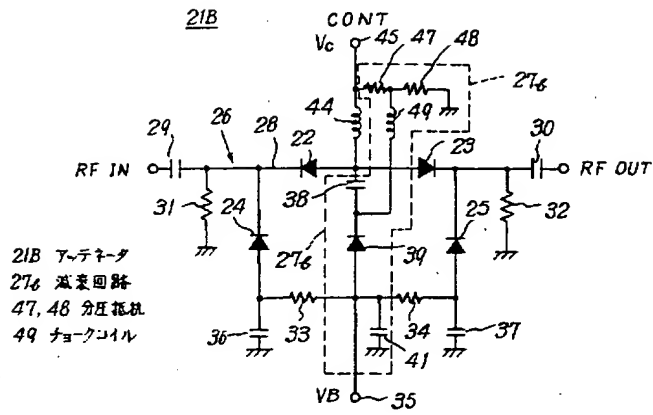 21B
CONT
Vc
45
47
48
27b
44
49
29
26
28
22
23
30
RF IN
RF OUT
31
38
32
24
25
27b
39
21B アッテネータ
27b 減衰回路
47, 48 分圧抵抗
49 チョークコイル
36
33
34
37
41
VB
35